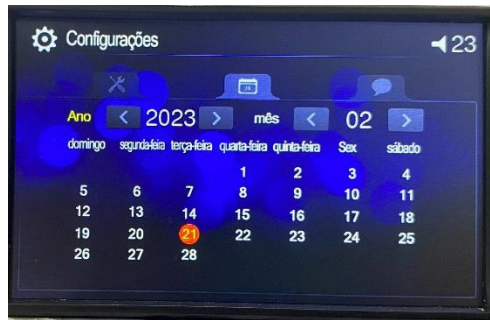 Configurações 23
Ano < 2023 > mês < 02 >
domingo segunda-feira terça-feira quarta-feira quinta-feira Sex sábado
1 2 3 4
5 6 7 8 9 10 11
12 13 14 15 16 17 18
19 20 21 22 23 24 25
26 27 28